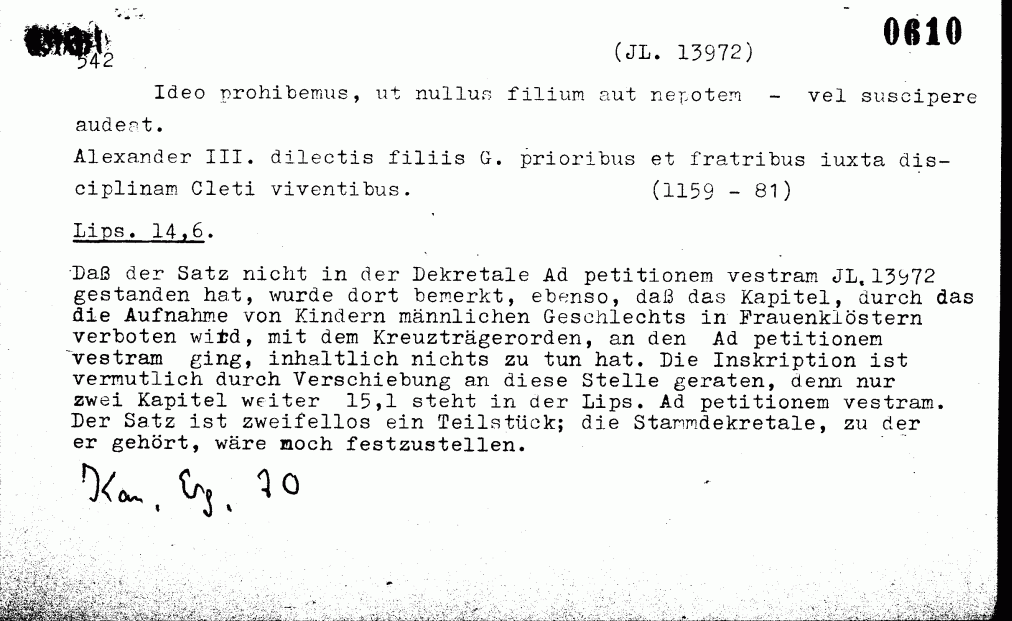 0610
542
(JL. 13972)
Ideo prohibemus, ut nullus filium aut nepotem - vel suscipere
audeat.
Alexander III. dilectis filiis G. prioribus et fratribus iuxta dis-
ciplinam Cleti viventibus. (1159 - 81)
Lips. 14,6.
Daß der Satz nicht in der Dekretale Ad petitionem vestram JL. 13972
gestanden hat, wurde dort bemerkt, ebenso, daß das Kapitel, durch das
die Aufnahme von Kindern männlichen Geschlechts in Frauenklöstern
verboten wird, mit dem Kreuzträgerorden, an den Ad petitionem
vestram ging, inhaltlich nichts zu tun hat. Die Inskription ist
vermutlich durch Verschiebung an diese Stelle geraten, denn nur
zwei Kapitel weiter 15,1 steht in der Lips. Ad petitionem vestram.
Der Satz ist zweifellos ein Teilstück; die Stammdekretale, zu der
er gehört, wäre noch festzustellen.
Kan. Erg. 70